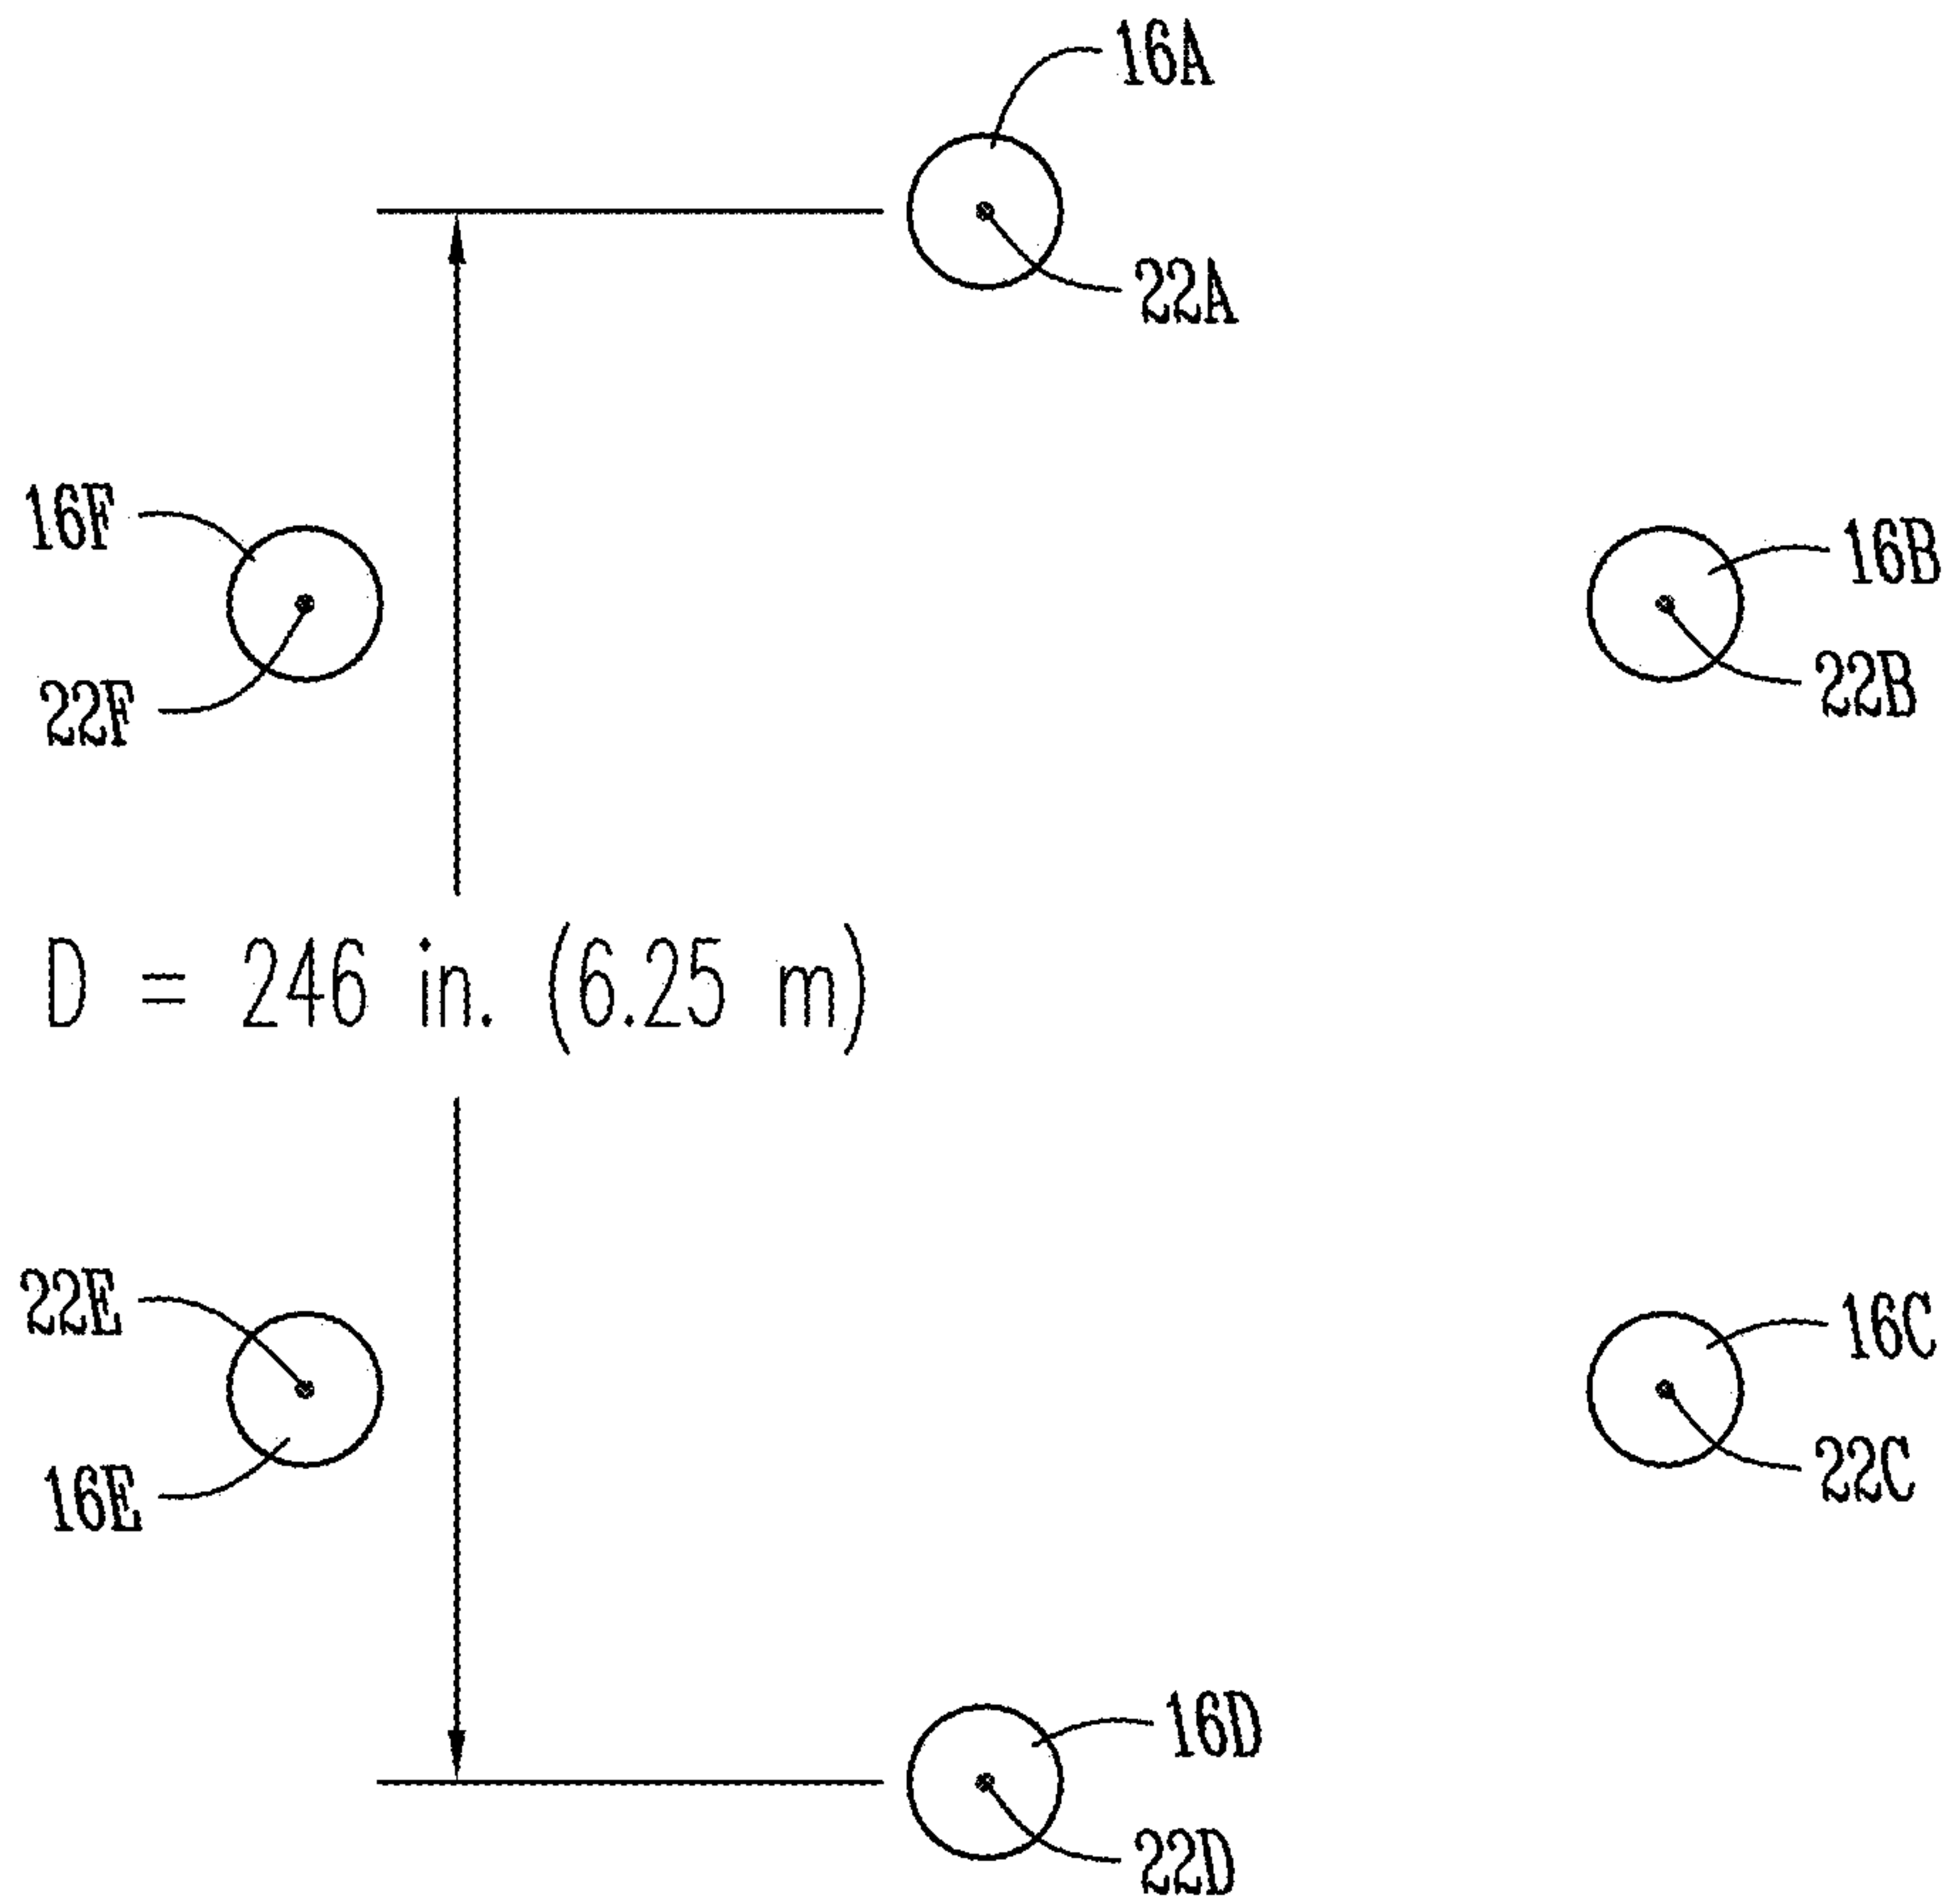 16A
22A
16F
16B
22F
22B
D = 246 in. (6.25 m)
22E
16C
16E
22C
16D
22D